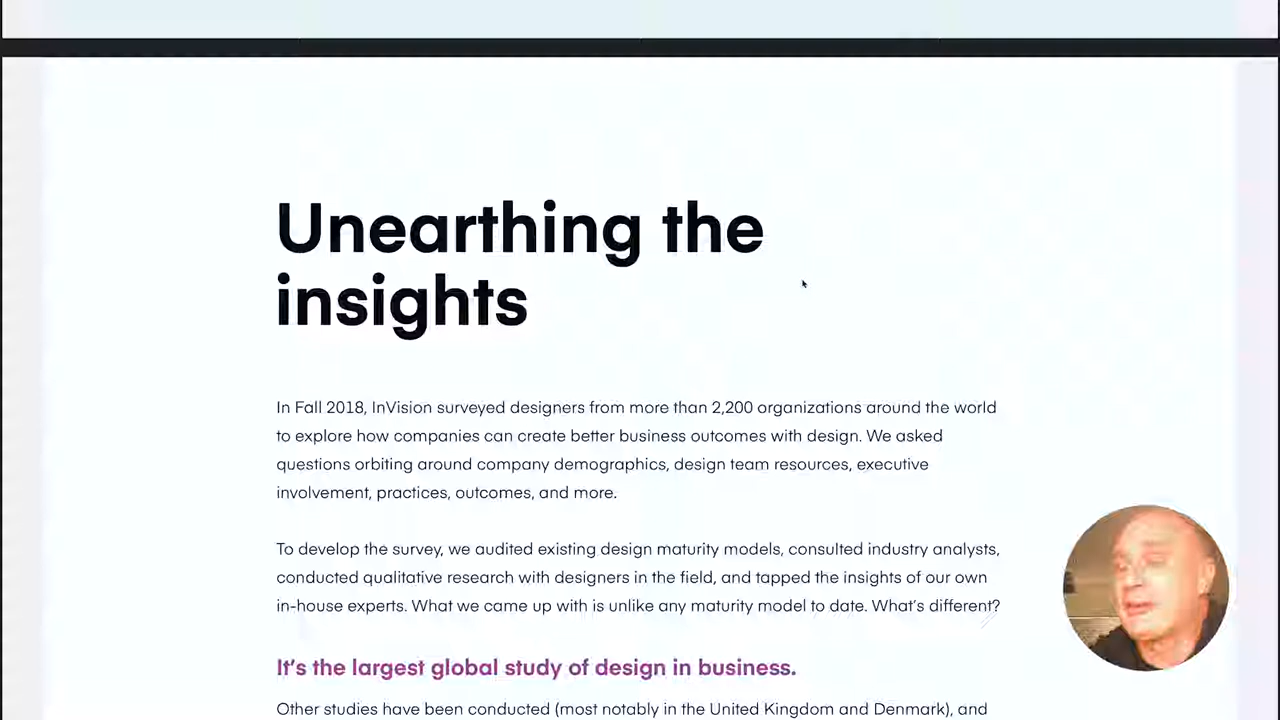 Unearthing the
insights
In Fall 2018, InVision surveyed designers from more than 2,200 organizations around the world
to explore how companies can create better business outcomes with design. We asked
questions orbiting around company demographics, design team resources, executive
involvement, practices, outcomes, and more.
To develop the survey, we audited existing design maturity models, consulted industry analysts,
conducted qualitative research with designers in the field, and tapped the insights of our own
in-house experts. What we came up with is unlike any maturity model to date. What's different?
It's the largest global study of design in business.
Other studies have been conducted (most notably in the United Kingdom and Denmark), and